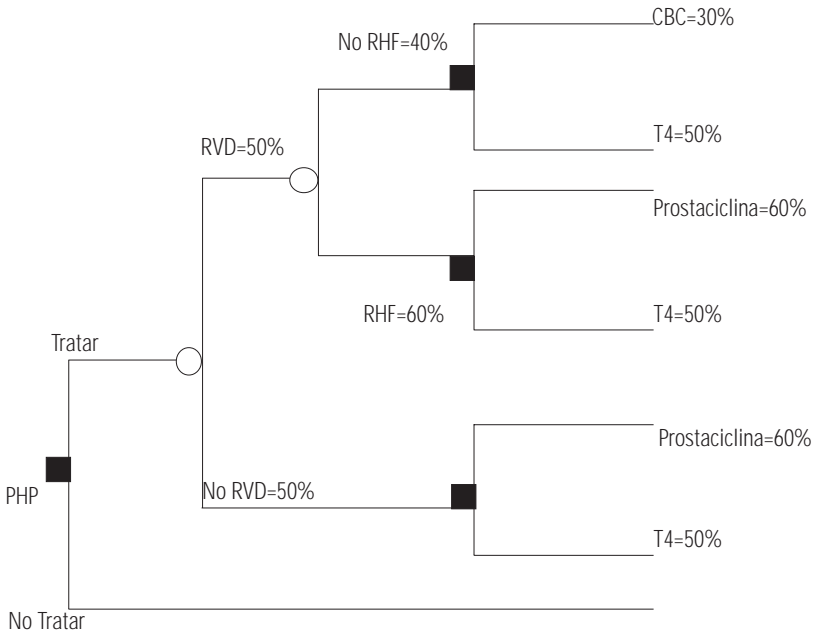 CBC=30%
No RHF=40%
T4=50%
RVD=50%
Prostaciclina=60%
RHF=60%
T4=50%
Tratar
Prostaciclina=60%
No RVD=50%
PHP
T4=50%
No Tratar